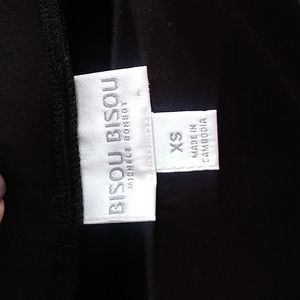 BISOU BISOU
MICHELE BOHBOT
XS
MADE IN
CAMBODIA